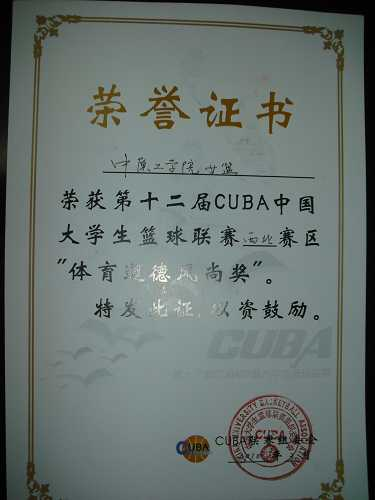 荣誉证书
中原工学院女篮
荣获第十二届CUBA中国
大学生篮球联赛西北赛区
"体育道德风尚奖"。
特发此证,以资鼓励。
CUBA
CUBA
CUBA联赛组委会